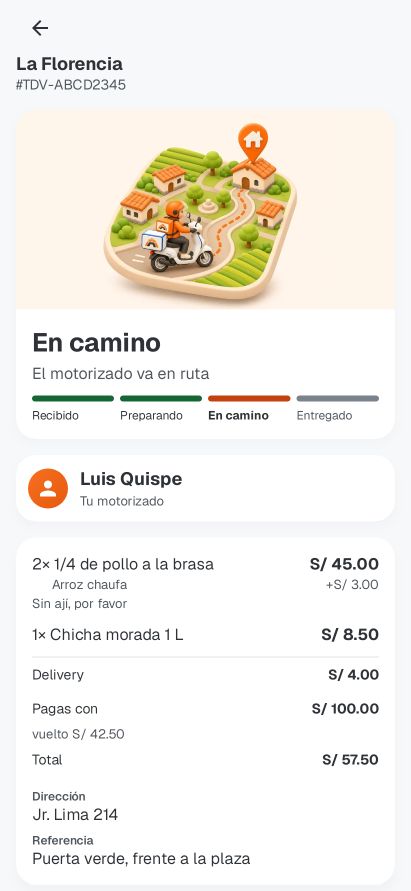 La Florencia
#TDV-ABCD2345
En camino
El motorizado va en ruta
Recibido Preparando En camino Entregado
Luis Quispe
Tu motorizado
2× 1/4 de pollo a la brasa S/ 45.00
Arroz chaufa +S/ 3.00
Sin ají, por favor
1× Chicha morada 1 L S/ 8.50
Delivery S/ 4.00
Pagas con S/ 100.00
vuelto S/ 42.50
Total S/ 57.50
Dirección
Jr. Lima 214
Referencia
Puerta verde, frente a la plaza